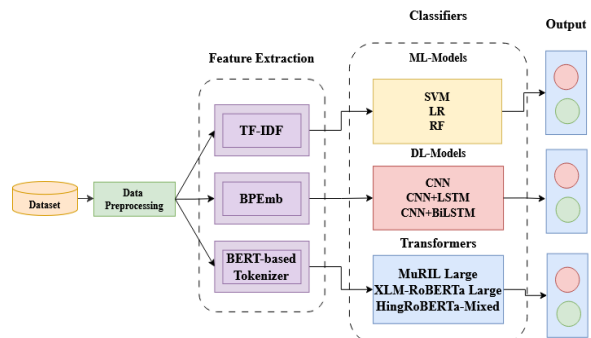 Classifiers
Output
Feature Extraction
ML-Models
SVM
LR
RF
TF-IDF
DL-Models
CNN
CNN+LSTM
CNN+BiLSTM
BPEmb
Dataset
Data
Preprocessing
Transformers
BERT-based
Tokenizer
MuRIL Large
XLM-RoBERTa Large
HingRoBERTa-Mixed